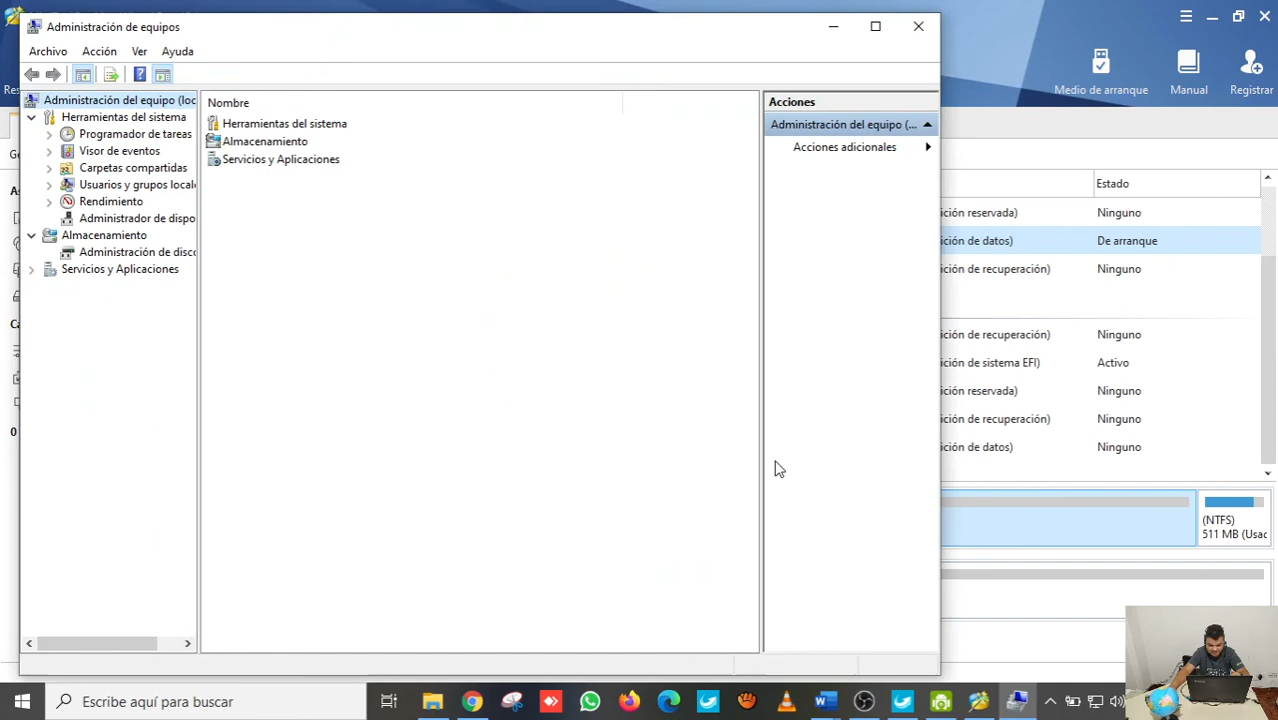 Administración de equipos
Archivo Acción Ver Ayuda
Medio de arranque Manual Registrar
Administración del equipo (loc
Herramientas del sistema
Programador de tareas
Visor de eventos
Carpetas compartidas
Usuarios y grupos locale
Rendimiento
Administrador de dispo
Almacenamiento
Administración de disco
Servicios y Aplicaciones
Nombre
Herramientas del sistema
Almacenamiento
Servicios y Aplicaciones
Acciones
Administración del equipo (...
Acciones adicionales
Estado
ición reservada) Ninguno
ición de datos) De arranque
ición de recuperación) Ninguno
ición de recuperación) Ninguno
ición de sistema EFI) Activo
ición reservada) Ninguno
ición de recuperación) Ninguno
ición de datos) Ninguno
(NTFS)
511 MB (Usac
Escribe aquí para buscar